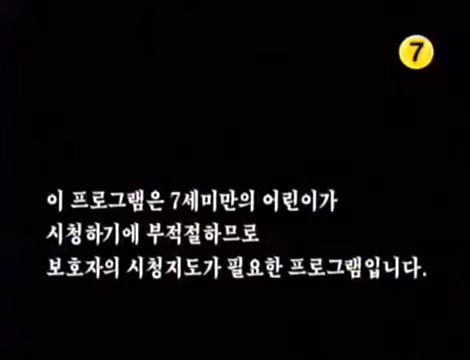 7
이 프로그램은 7세미만의 어린이가
시청하기에 부적절하므로
보호자의 시청지도가 필요한 프로그램입니다.